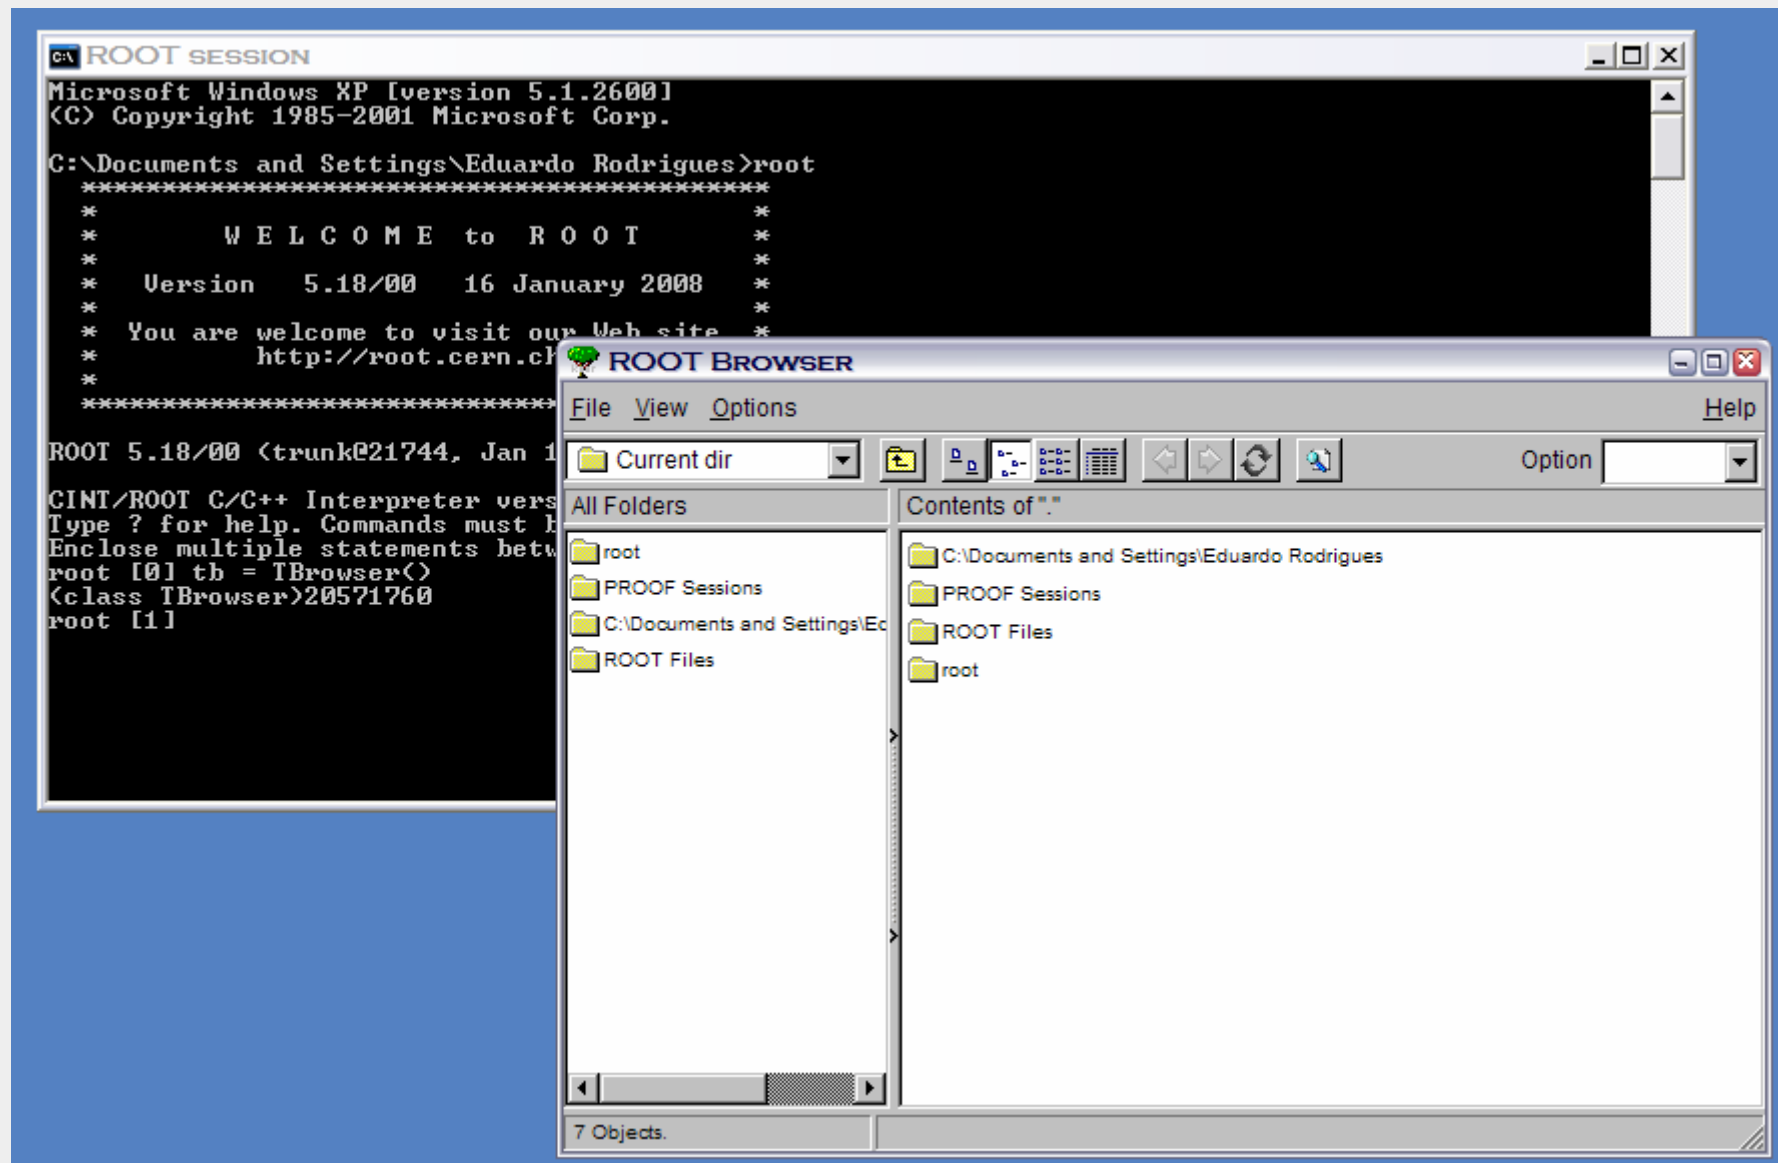 ROOT SESSION
Microsoft Windows XP [Version 5.1.2600]
(C) Copyright 1985-2001 Microsoft Corp.
C:\Documents and Settings\Eduardo Rodrigues>root
*******************************************
* *
* W E L C O M E to R O O T *
* *
* Version 5.18/00 16 January 2008 *
* *
* You are welcome to visit our Web site *
* http://root.cern.ch
*
******************************
ROOT 5.18/00 (trunk@21744, Jan 1
CINT/ROOT C/C++ Interpreter vers
Type ? for help. Commands must b
Enclose multiple statements betw
root [0] tb = TBrowser()
(class TBrowser)20571760
root [1]
ROOT BROWSER
File View Options Help
Current dir Option
All Folders Contents of "."
root
PROOF Sessions
C:\Documents and Settings\Ed
ROOT Files
C:\Documents and Settings\Eduardo Rodrigues
PROOF Sessions
ROOT Files
root
7 Objects.